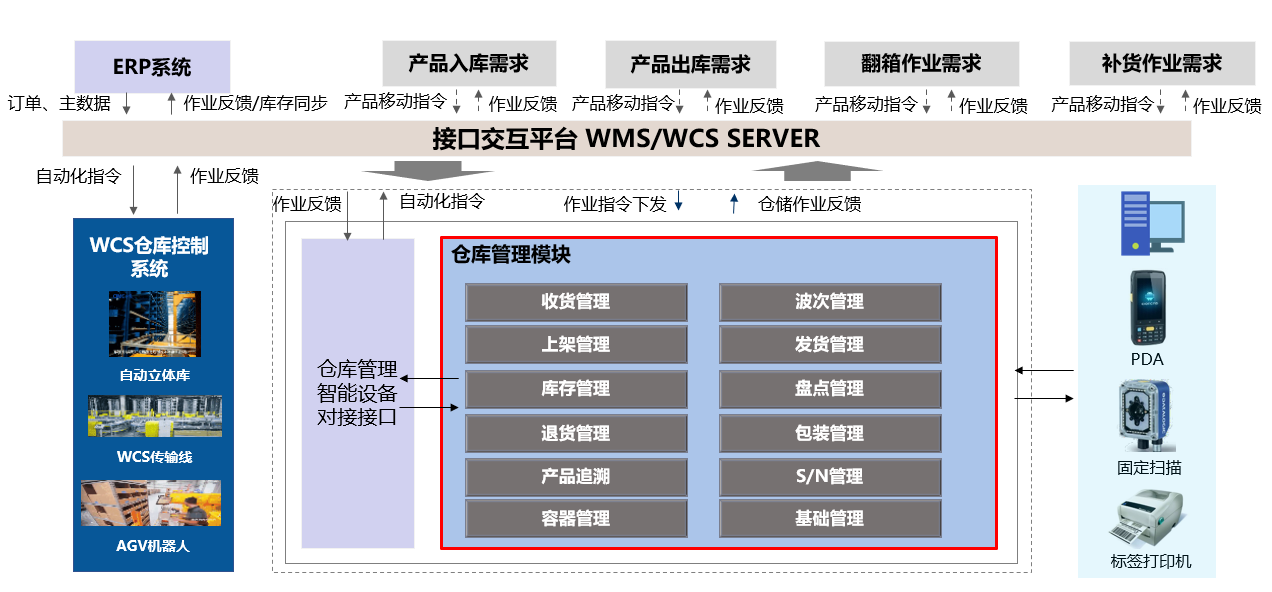 ERP系统
产品入库需求
产品出库需求
翻箱作业需求
补货作业需求
订单、主数据
作业反馈/库存同步
产品移动指令
作业反馈
产品移动指令
作业反馈
产品移动指令
作业反馈
产品移动指令
作业反馈
接口交互平台 WMS/WCS SERVER
自动化指令
作业反馈
作业反馈
自动化指令
作业指令下发
仓储作业反馈
WCS仓库控制
系统
自动立体库
WCS传输线
AGV机器人
仓库管理
智能设备
对接接口
仓库管理模块
收货管理
波次管理
上架管理
发货管理
库存管理
盘点管理
退货管理
包装管理
产品追溯
S/N管理
容器管理
基础管理
PDA
固定扫描
标签打印机